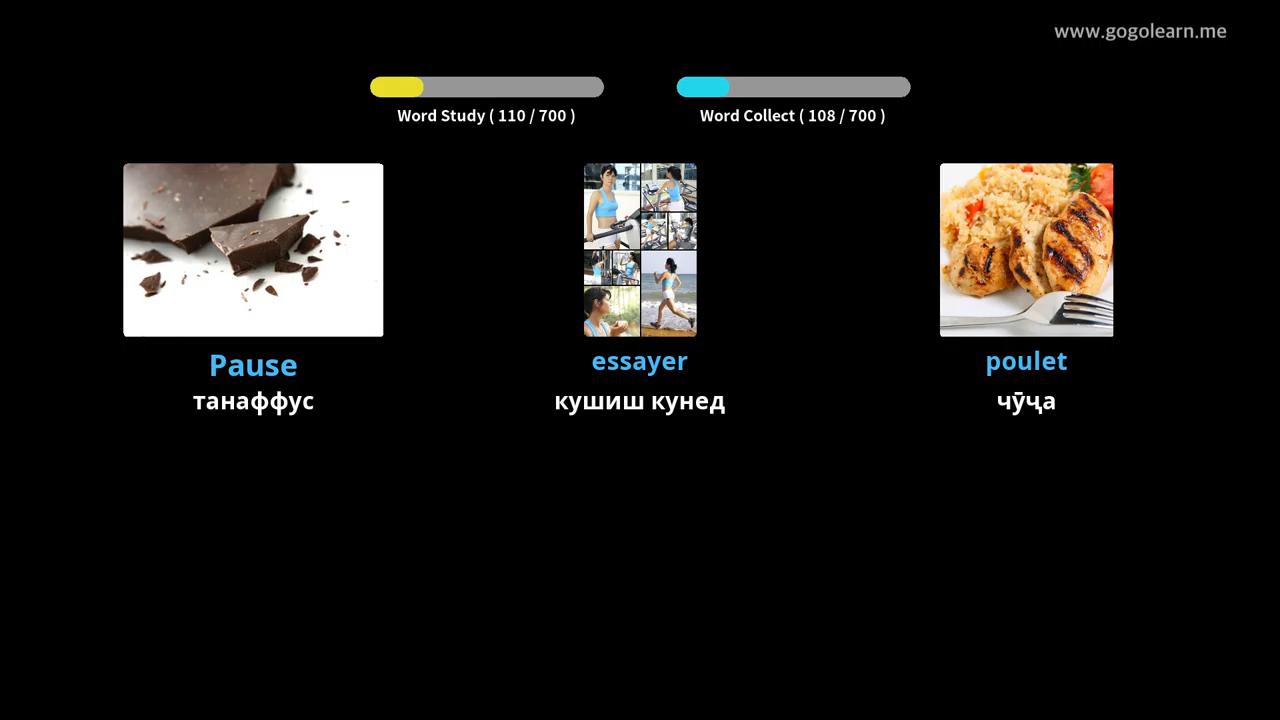 www.gogolearn.me
Word Study ( 110 / 700 )
Word Collect ( 108 / 700 )
Pause
танаффус
essayer
кушиш кунед
poulet
чӯҷа